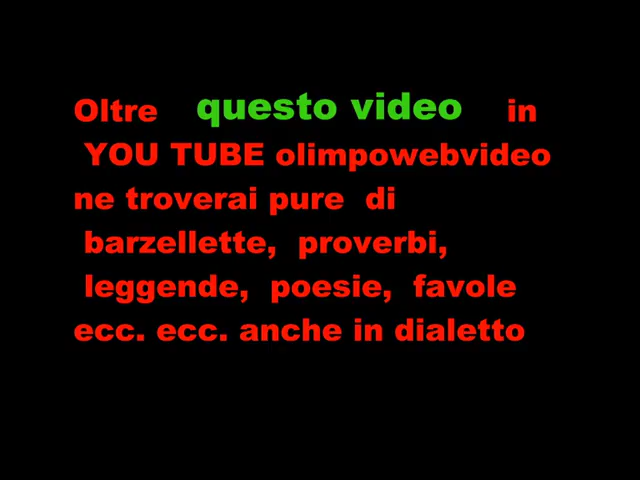 Oltre questo video in
YOU TUBE olimpowebvideo
ne troverai pure di
barzellette, proverbi,
leggende, poesie, favole
ecc. ecc. anche in dialetto